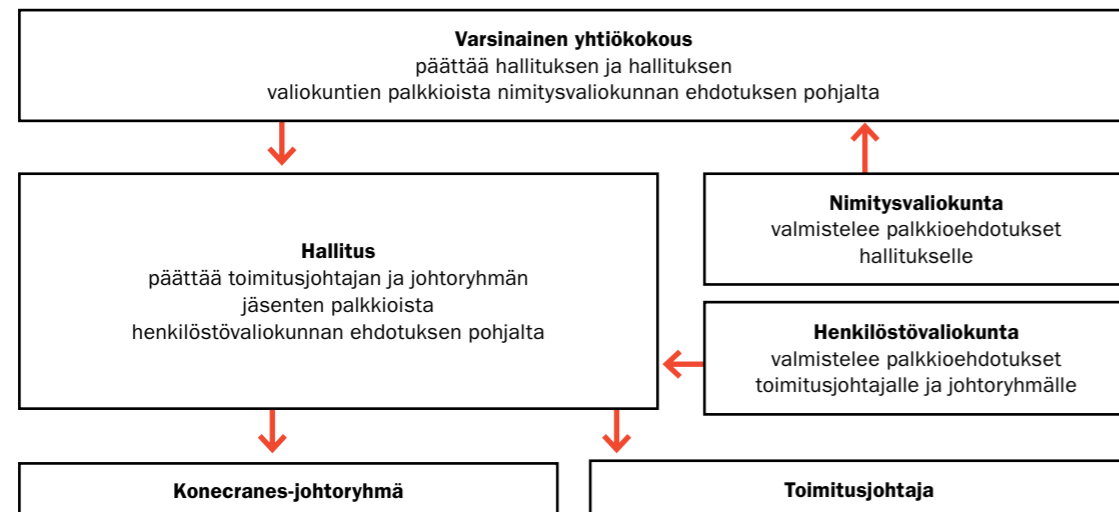 Varsinainen yhtiökokous
päättää hallituksen ja hallituksen
valiokuntien palkkioista nimitysvaliokunnan ehdotuksen pohjalta
Hallitus
päättää toimitusjohtajan ja johtoryhmän
jäsenten palkkioista
henkilöstövaliokunnan ehdotuksen pohjalta
Nimitysvaliokunta
valmistelee palkkioehdotukset
hallitukselle
Henkilöstövaliokunta
valmistelee palkkioehdotukset
toimitusjohtajalle ja johtoryhmälle
Konecranes-johtoryhmä
Toimitusjohtaja